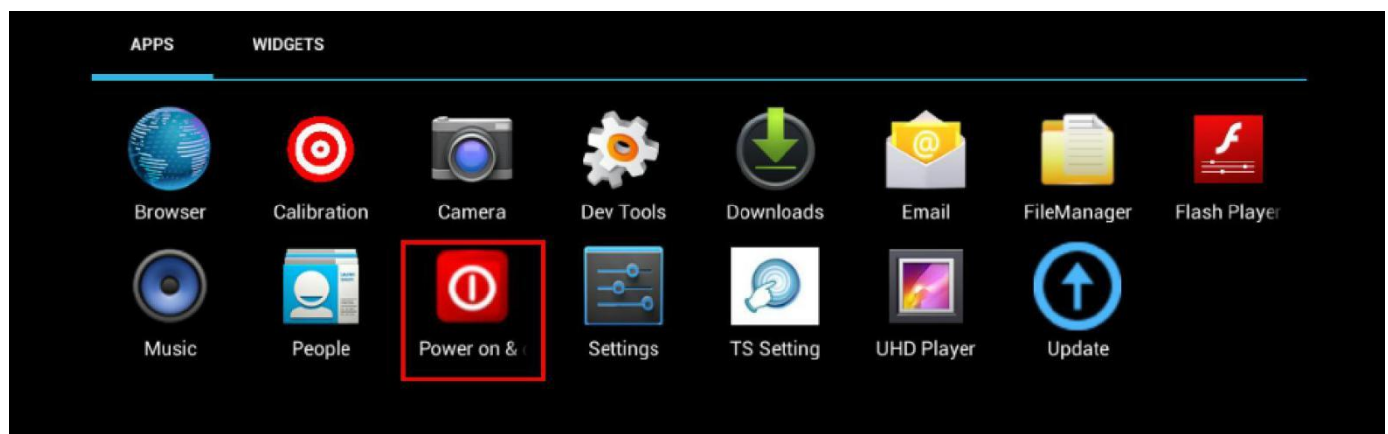 APPS WIDGETS
Browser Calibration Camera Dev Tools Downloads Email FileManager Flash Player
Music People Power on & Settings TS Setting UHD Player Update